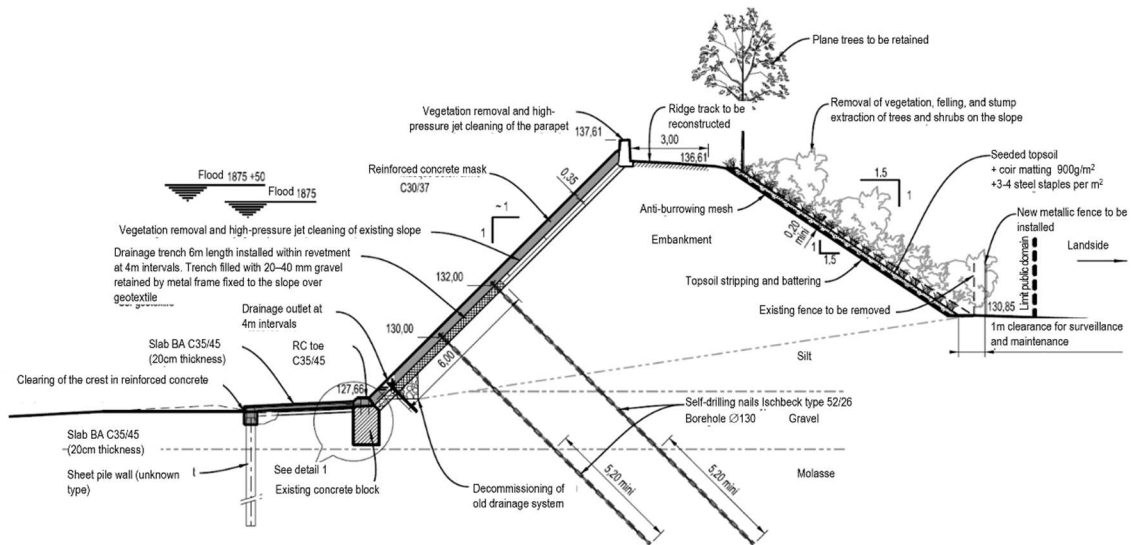 Plane trees to be retained
Vegetation removal and high-
pressure jet cleaning of the parapet
137,61
Ridge track to be
reconstructed
3,00
136,61
Removal of vegetation, felling, and stump
extraction of trees and shrubs on the slope
Reinforced concrete mask
C30/37
0,35
Seeded topsoil
+ coir matting 900g/m²
+3-4 steel staples per m²
1,5
1
Flood 1875 +50
Flood 1875
~ 1
1
Anti-burrowing mesh
New metallic fence to be
installed
Vegetation removal and high-pressure jet cleaning of existing slope
Embankment
0,20
mini
1
1,5
Landside
Limit public domain
Drainage trench 6m length installed within revetment
at 4m intervals. Trench filled with 20–40 mm gravel
retained by metal frame fixed to the slope over
geotextile
132,00
Topsoil stripping and battering
Existing fence to be removed
130,85
Drainage outlet at
4m intervals
130,00
1m clearance for surveillance
and maintenance
Slab BA C35/45
(20cm thickness)
RC toe
C35/45
6,00
Silt
Clearing of the crest in reinforced concrete
127,66
Self-drilling nails Ischbeck type 52/26
Borehole Ø130
Gravel
Slab BA C35/45
(20cm thickness)
Sheet pile wall (unknown
type)
See detail 1
Existing concrete block
Decommissioning of
old drainage system
5,20 mini
5,20 mini
Molasse